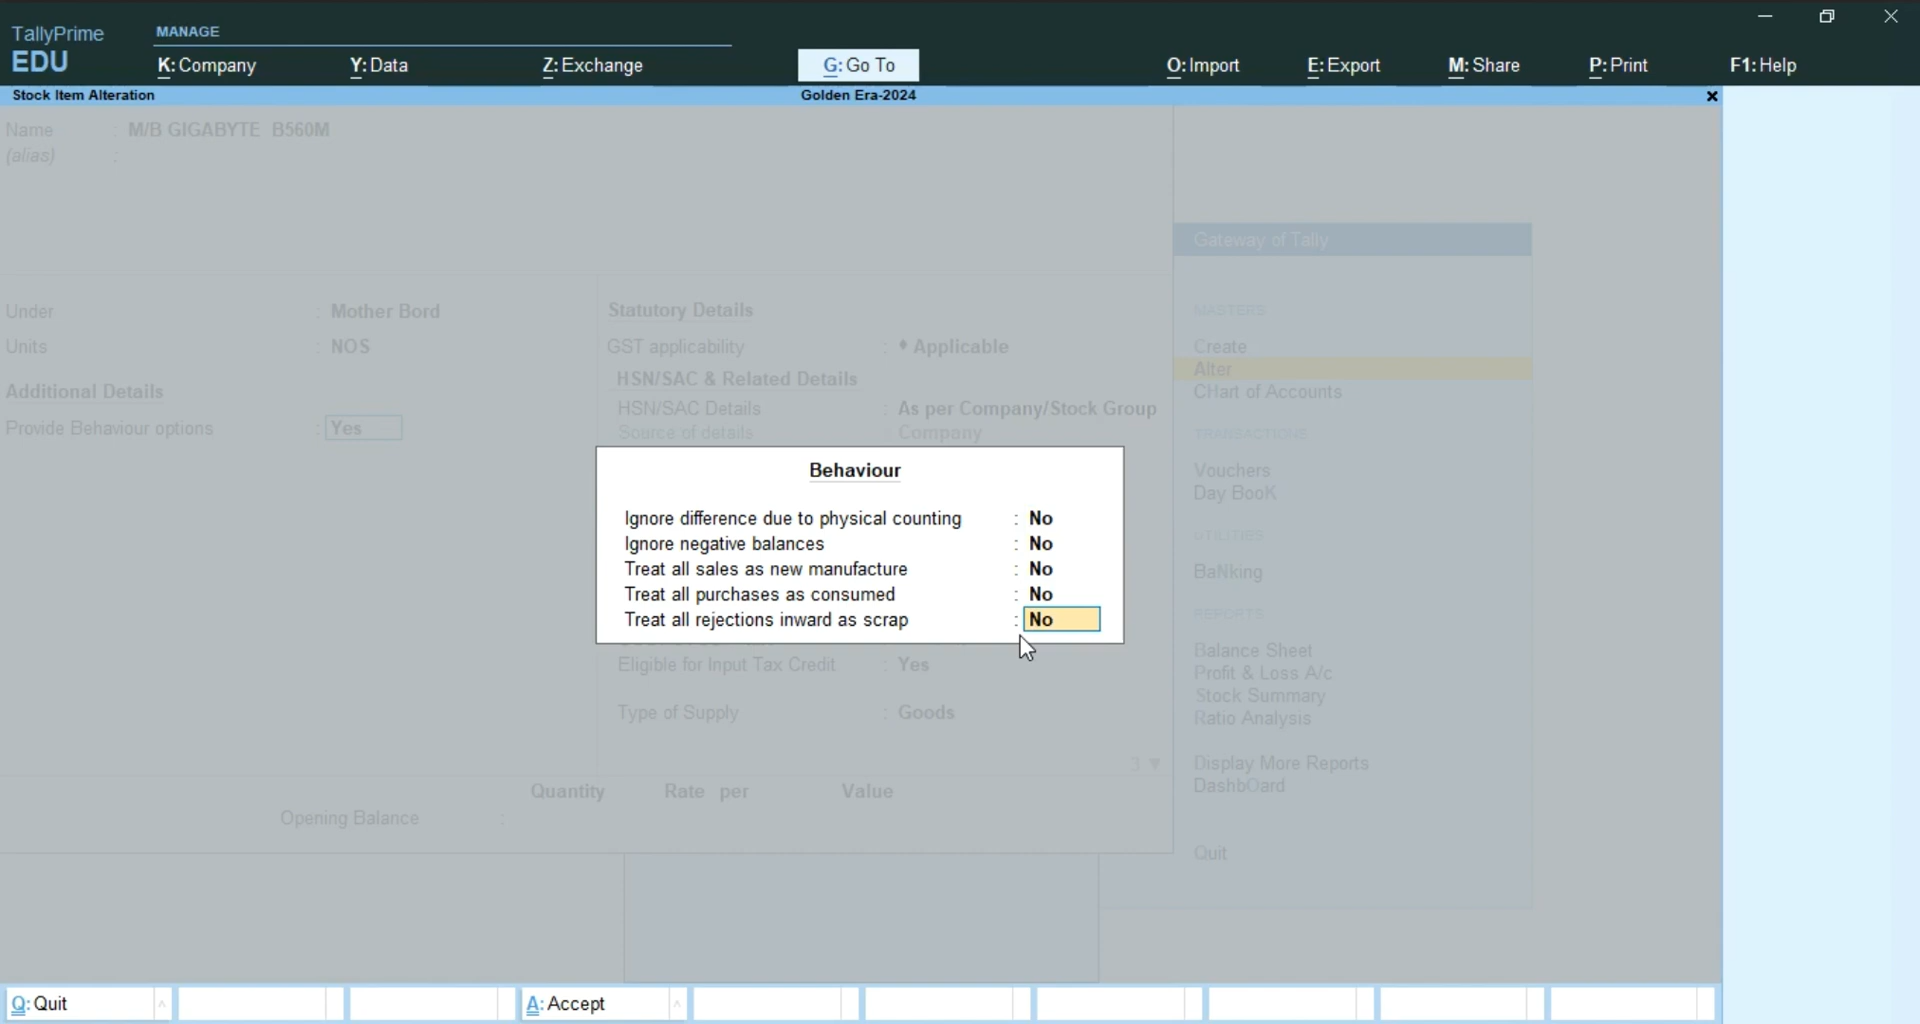 TallyPrime
EDU
MANAGE
K: Company
Y: Data
Z: Exchange
G: Go To
O: Import
E: Export
M: Share
P: Print
F1: Help
Stock Item Alteration
Golden Era-2024
Name : M/B GIGABYTE B560M
(alias) :
Under : Mother Bord
Units : NOS
Additional Details
Provide Behaviour options : Yes
Statutory Details
GST applicability : ♦ Applicable
HSN/SAC & Related Details
HSN/SAC Details : As per Company/Stock Group
Source of details : Company
Behaviour
Ignore difference due to physical counting : No
Ignore negative balances : No
Treat all sales as new manufacture : No
Treat all purchases as consumed : No
Treat all rejections inward as scrap : No
Eligible for Input Tax Credit : Yes
Type of Supply : Goods
3 ▼
Quantity Rate per Value
Opening Balance :
Gateway of Tally
MASTERS
Create
Alter
CHart of Accounts
TRANSACTIONS
Vouchers
Day BooK
UTILITIES
BaNking
REPORTS
Balance Sheet
Profit & Loss A/c
Stock Summary
Ratio Analysis
Display More Reports
DashbOard
Quit
Q: Quit
A: Accept